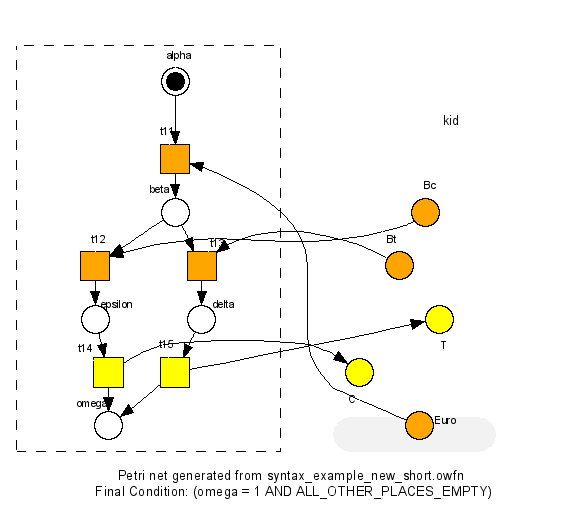 alpha
kid
t11
beta
Bc
t12
t13
Bt
epsilon
delta
t14
t15
T
C
omega
Euro
Petri net generated from syntax_example_new_short.owfn
Final Condition: (omega = 1 AND ALL_OTHER_PLACES_EMPTY)